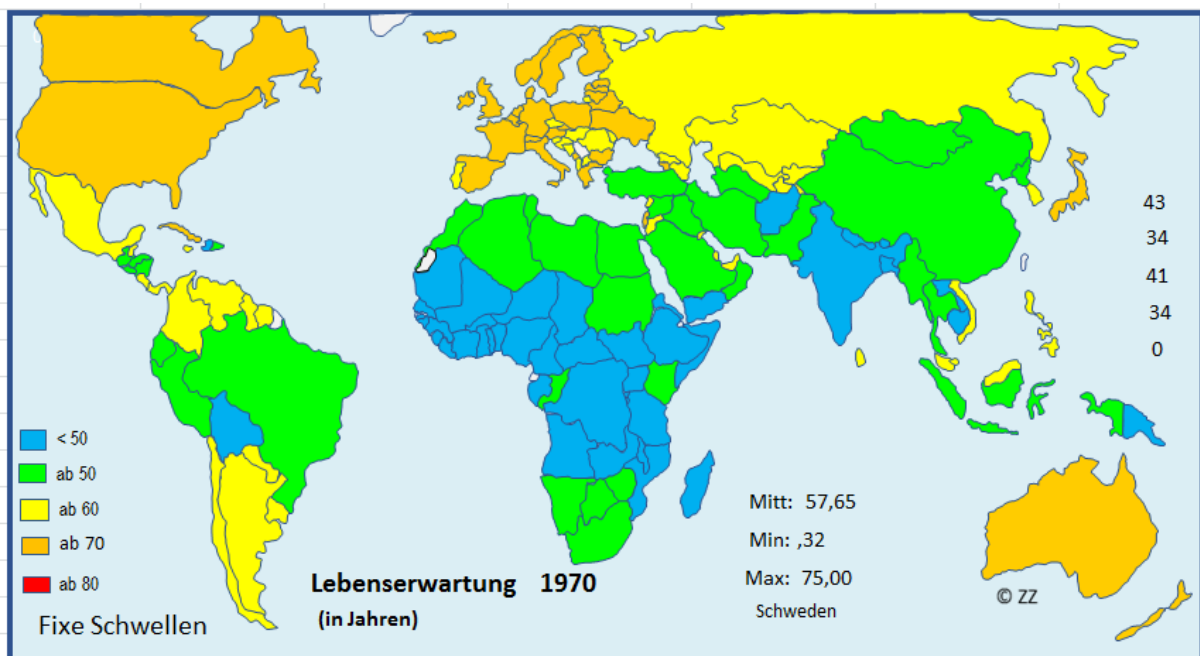 43
34
41
34
0
< 50
ab 50
ab 60
ab 70
ab 80
Fixe Schwellen
Lebenserwartung 1970
(in Jahren)
Mitt: 57,65
Min: ,32
Max: 75,00
Schweden
© ZZ